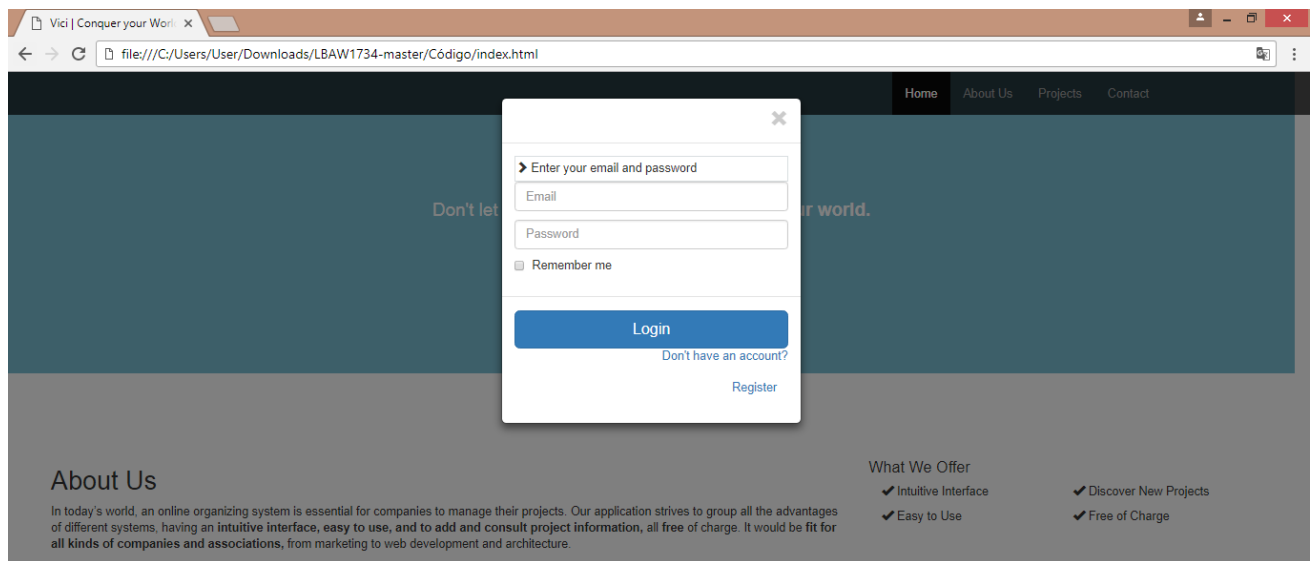 Vici | Conquer your Worl
file:///C:/Users/User/Downloads/LBAW1734-master/Código/index.html
Home About Us Projects Contact
Enter your email and password
Email
Don't let
ur world.
Password
Remember me
Login
Don't have an account?
Register
About Us
In today's world, an online organizing system is essential for companies to manage their projects. Our application strives to group all the advantages
of different systems, having an intuitive interface, easy to use, and to add and consult project information, all free of charge. It would be fit for
all kinds of companies and associations, from marketing to web development and architecture.
What We Offer
Intuitive Interface Discover New Projects
Easy to Use Free of Charge